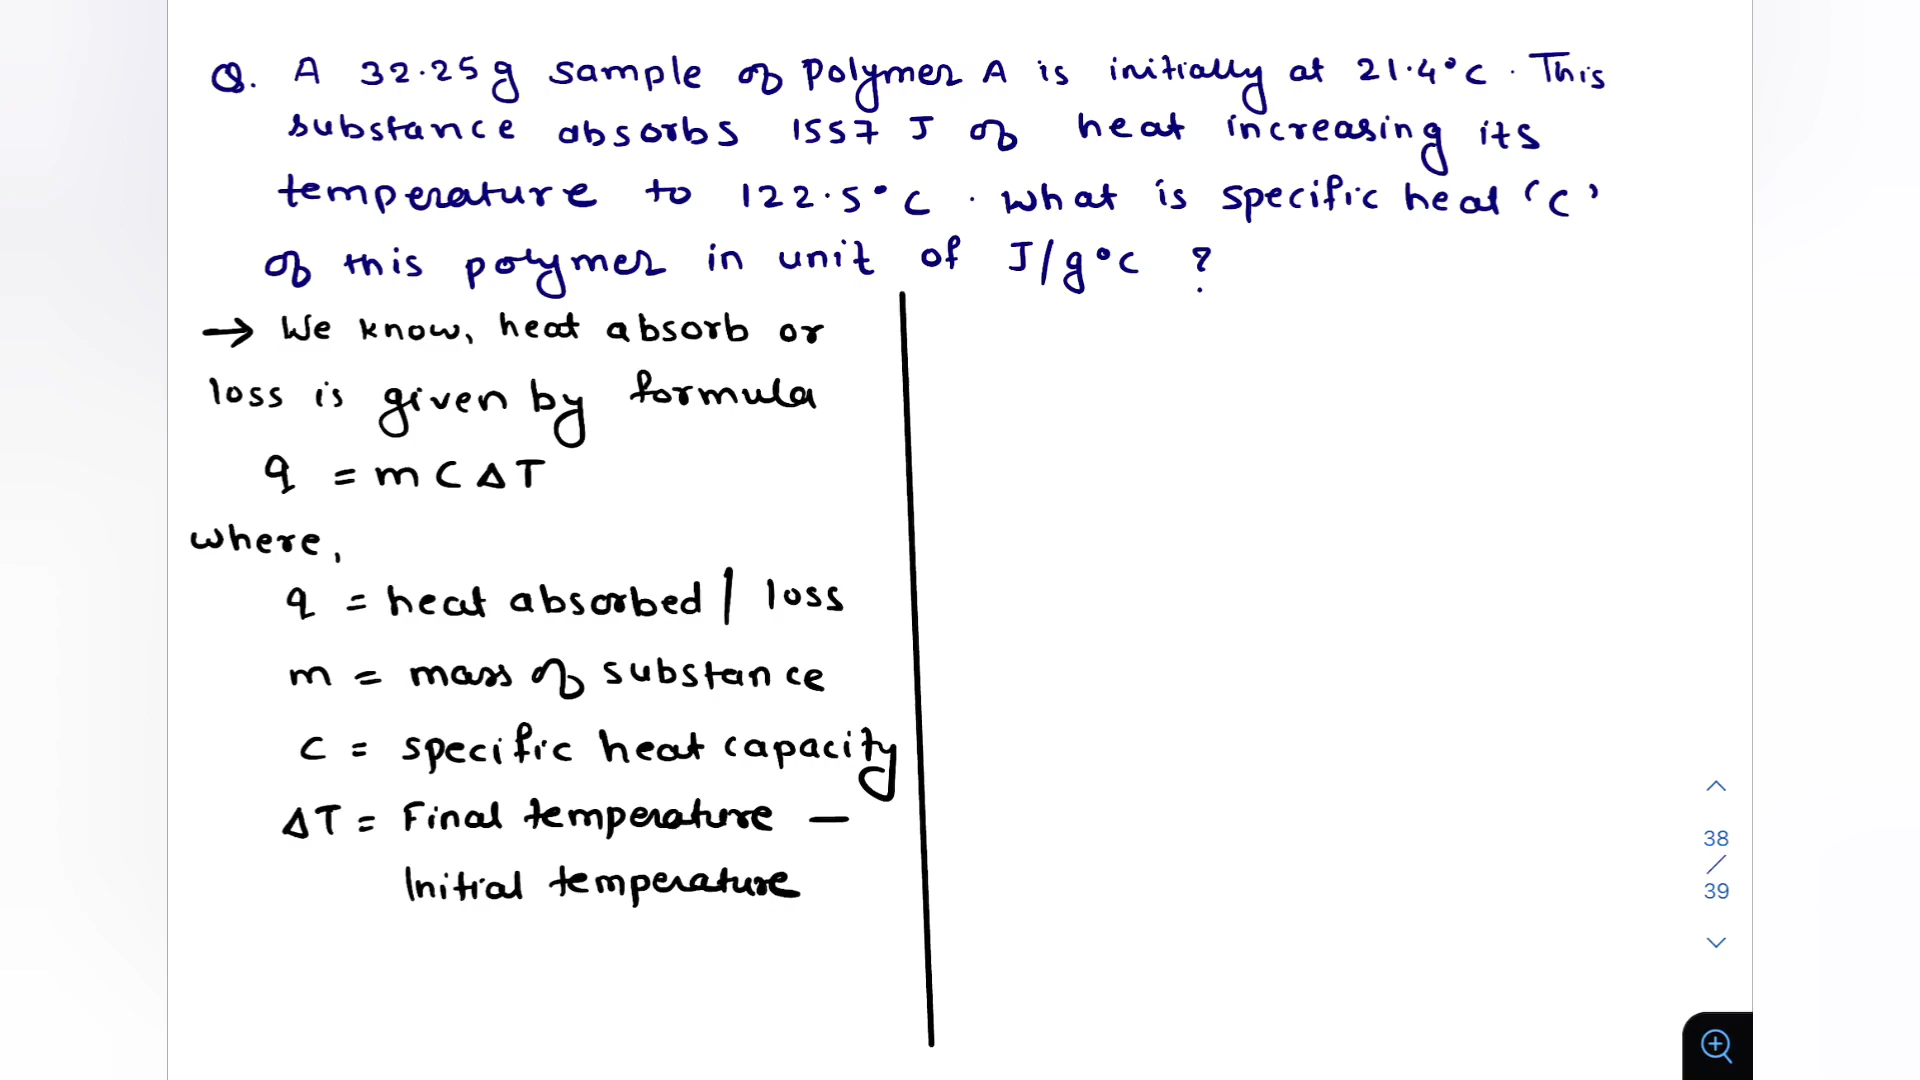 Q. A 32.25g sample of polymer A is initially at 21.4°C. This
substance absorbs 1557 J of heat increasing its
temperature to 122.5°C. What is specific heat 'C'
of this polymer in unit of J/g°C ?
→ We know, heat absorb or
loss is given by formula
q = m C Δ T
where,
q = heat absorbed / loss
m = mass of substance
C = specific heat capacity
ΔT = Final temperature –
Initial temperature
38
/
39